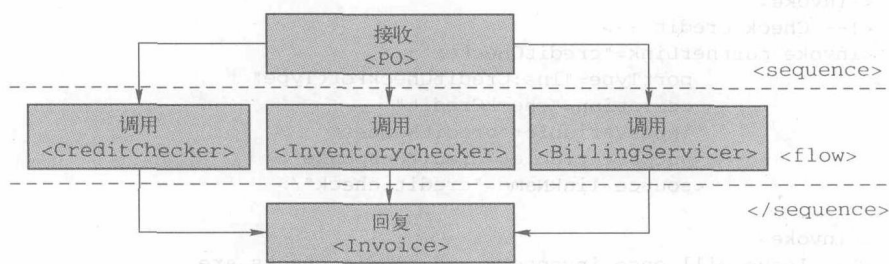 接收
<PO>
<sequence>
调用
<CreditChecker>
调用
<InventoryChecker>
调用
<BillingServicer>
<flow>
</sequence>
回复
<Invoice>